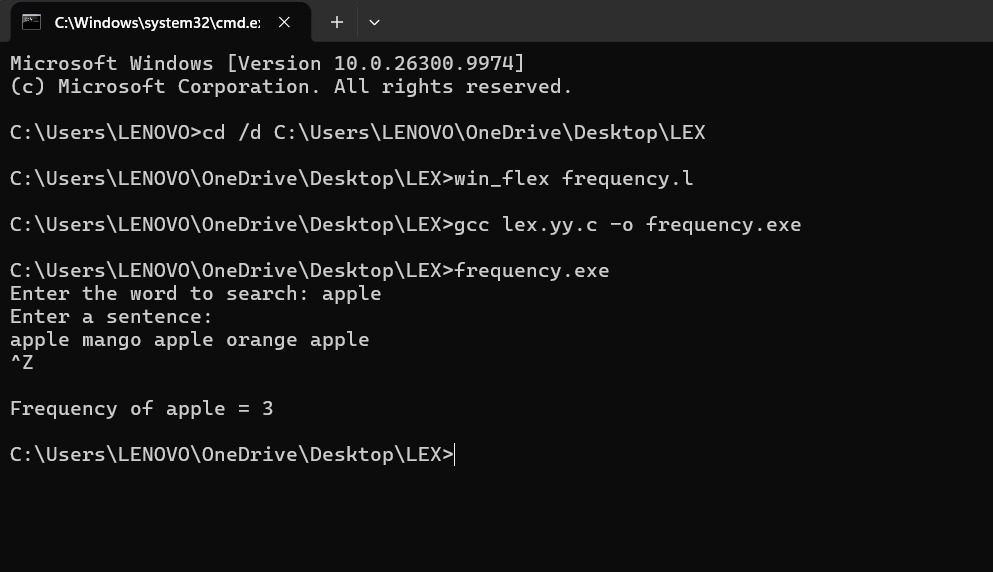 C:\Windows\system32\cmd.e
Microsoft Windows [Version 10.0.26300.9974]
(c) Microsoft Corporation. All rights reserved.
C:\Users\LENOVO>cd /d C:\Users\LENOVO\OneDrive\Desktop\LEX
C:\Users\LENOVO\OneDrive\Desktop\LEX>win_flex frequency.l
C:\Users\LENOVO\OneDrive\Desktop\LEX>gcc lex.yy.c -o frequency.exe
C:\Users\LENOVO\OneDrive\Desktop\LEX>frequency.exe
Enter the word to search: apple
Enter a sentence:
apple mango apple orange apple
^Z
Frequency of apple = 3
C:\Users\LENOVO\OneDrive\Desktop\LEX>